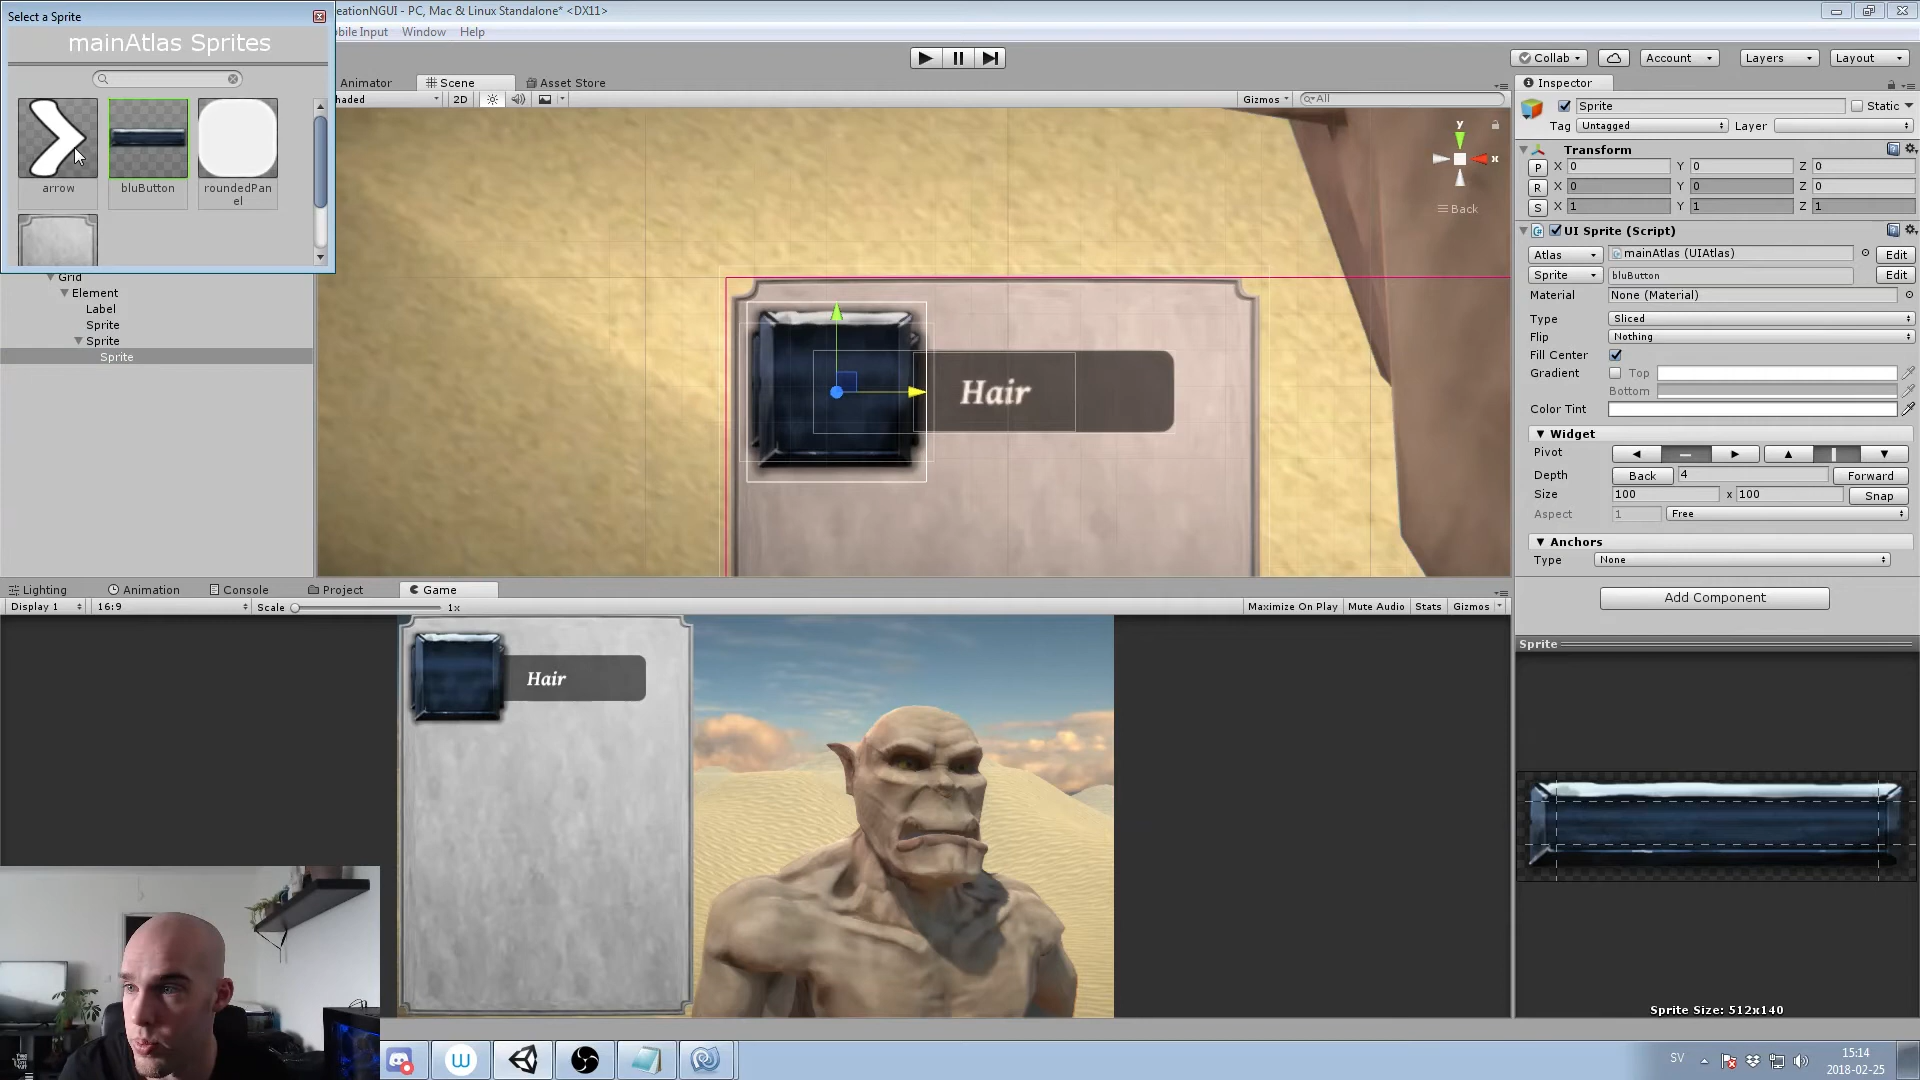 Select a Sprite
mainAtlas Sprites
arrow
bluButton
roundedPan
el
Grid
Element
Label
Sprite
Sprite
Sprite
eationNGUI - PC, Mac & Linux Standalone* <DX11>
bile Input Window Help
Collab Account Layers Layout
Animator Scene Asset Store
haded 2D Gizmos All
y
x
Back
Hair
Inspector
Sprite Static
Tag Untagged Layer
Transform
P X 0 Y 0 Z 0
R X 0 Y 0 Z 0
S X 1 Y 1 Z 1
UI Sprite (Script)
Atlas mainAtlas (UIAtlas) Edit
Sprite bluButton Edit
Material None (Material)
Type Sliced
Flip Nothing
Fill Center
Gradient Top
Bottom
Color Tint
Widget
Pivot
Depth Back 4 Forward
Size 100 x 100 Snap
Aspect 1 Free
Anchors
Type None
Add Component
Lighting Animation Console Project Game
Display 1 16:9 Scale 1x Maximize On Play Mute Audio Stats Gizmos
Hair
Sprite
Sprite Size: 512x140
W
SV
15:14
2018-02-25